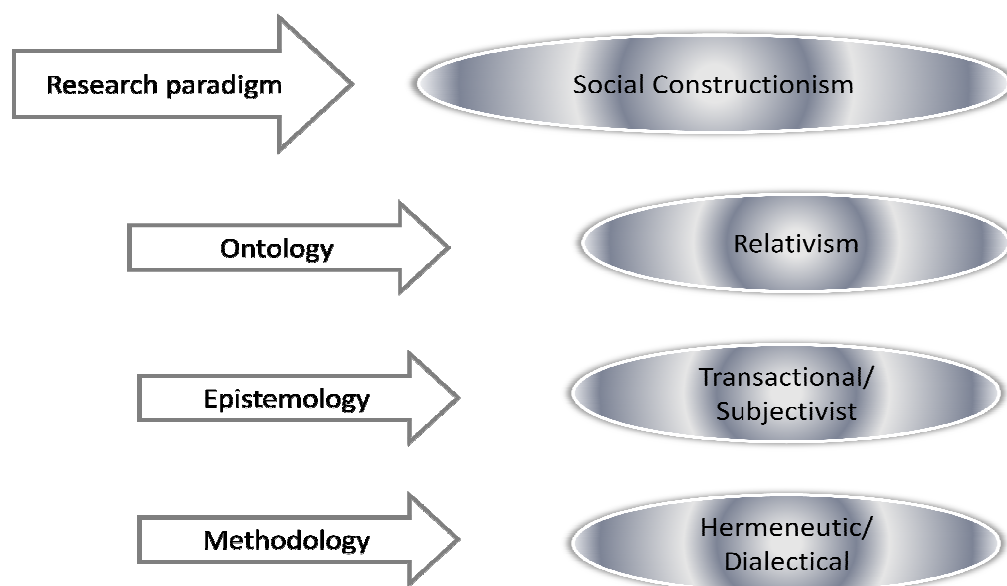 Research paradigm
Social Constructionism
Ontology
Relativism
Epistemology
Transactional/
Subjectivist
Methodology
Hermeneutic/
Dialectical